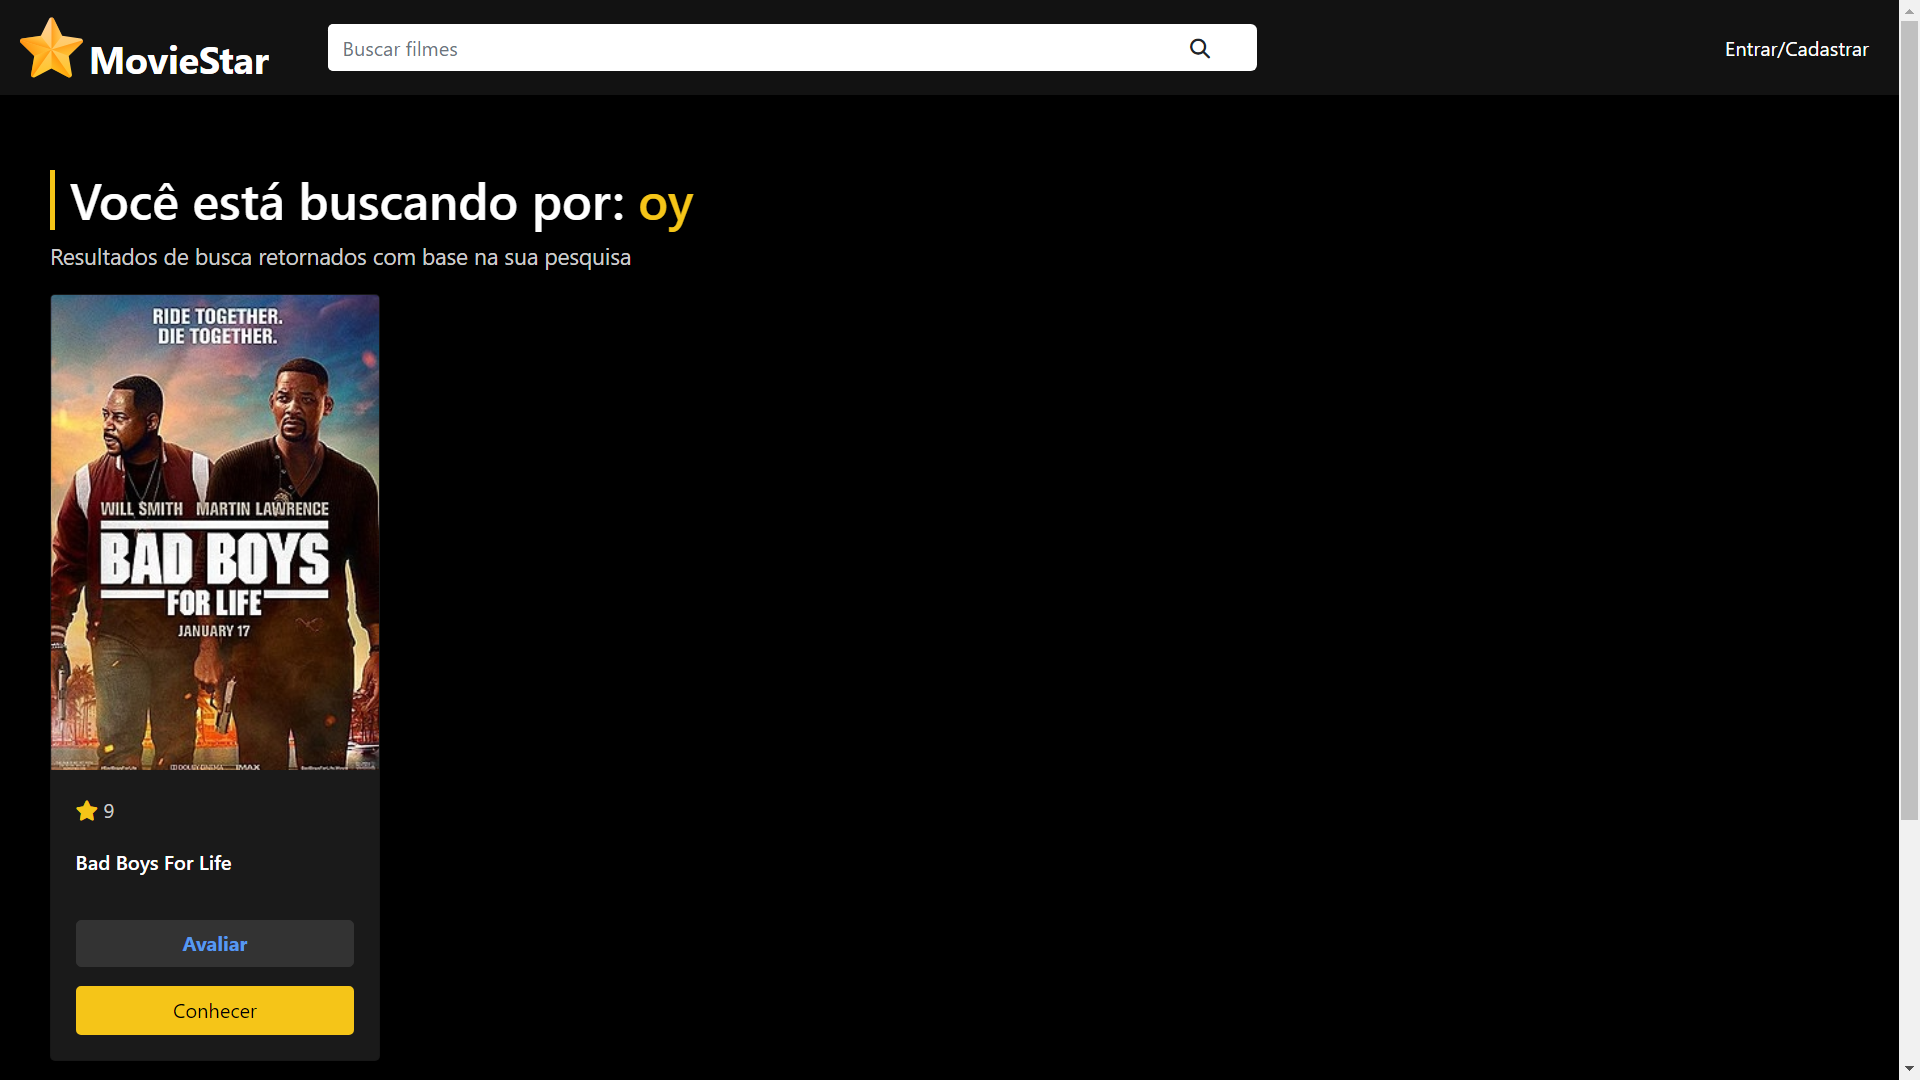 MovieStar
Buscar filmes
Entrar/Cadastrar
Você está buscando por: oy
Resultados de busca retornados com base na sua pesquisa
RIDE TOGETHER.
DIE TOGETHER.
WILL SMITH MARTIN LAWRENCE
BAD BOYS
FOR LIFE
JANUARY 17
IMAX
9
Bad Boys For Life
Avaliar
Conhecer